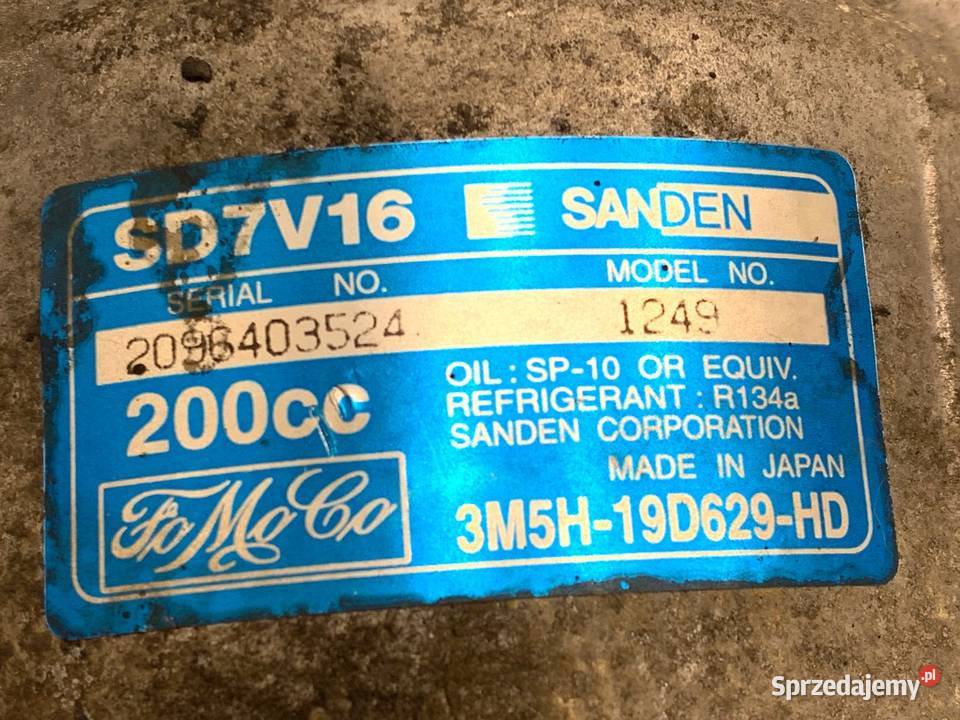 SD7V16 SANDEN
SERIAL NO. MODEL NO.
2096403524 1249
200cc
OIL : SP-10 OR EQUIV.
REFRIGERANT : R134a
SANDEN CORPORATION
MADE IN JAPAN
FoMoCo
3M5H-19D629-HD
Sprzedajemy.pl